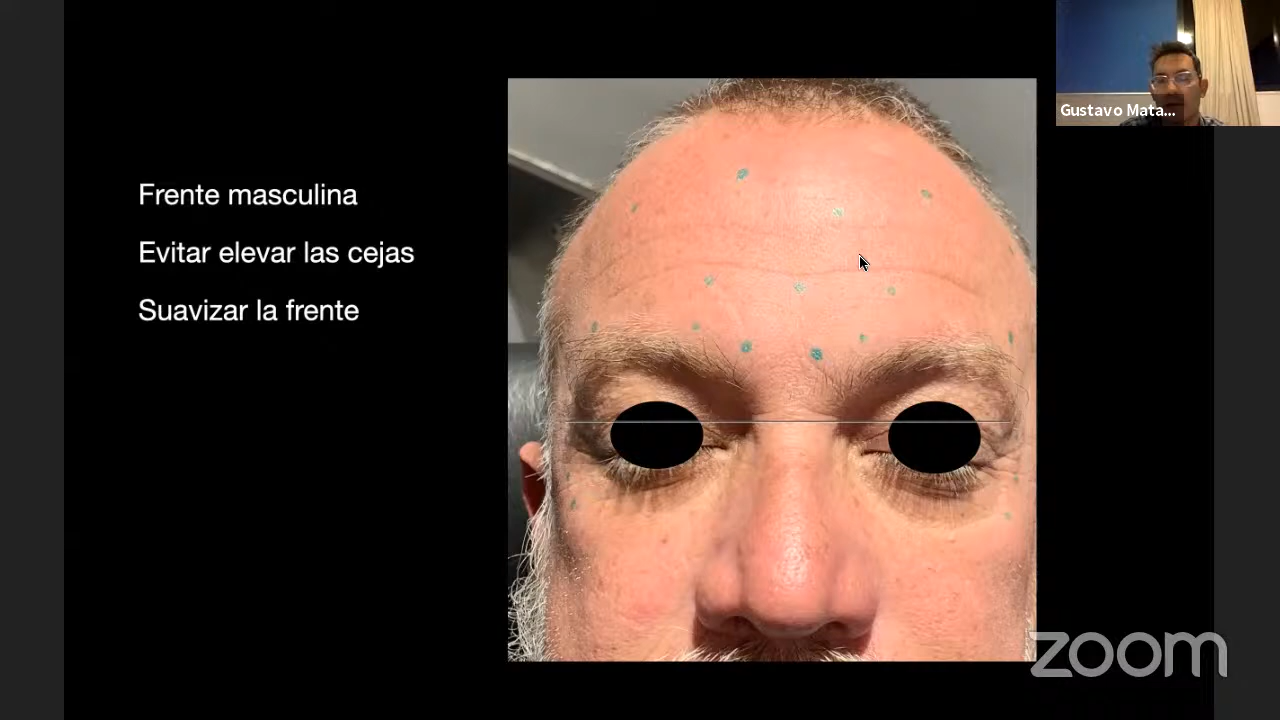 Frente masculina
Evitar elevar las cejas
Suavizar la frente
Gustavo Mata...
zoom